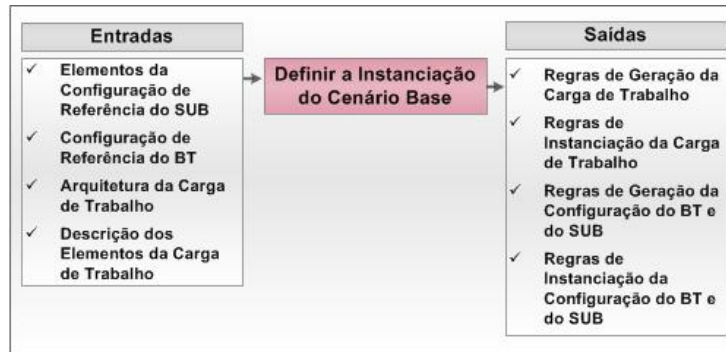 Entradas
✓ Elementos da
Configuração de
Referência do SUB
✓ Configuração de
Referência do BT
✓ Arquitetura da Carga
de Trabalho
✓ Descrição dos
Elementos da Carga
de Trabalho
Definir a Instanciação
do Cenário Base
Saídas
✓ Regras de Geração da
Carga de Trabalho
✓ Regras de
Instanciação da Carga
de Trabalho
✓ Regras de Geração da
Configuração do BT e
do SUB
✓ Regras de
Instanciação da
Configuração do BT e
do SUB